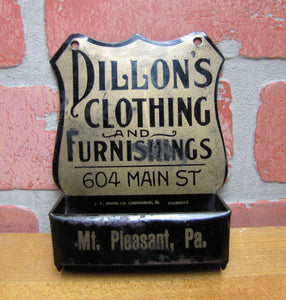 DILLON'S
CLOTHING
AND
FURNISHINGS
604 MAIN ST
Mt. Pleasant, Pa.